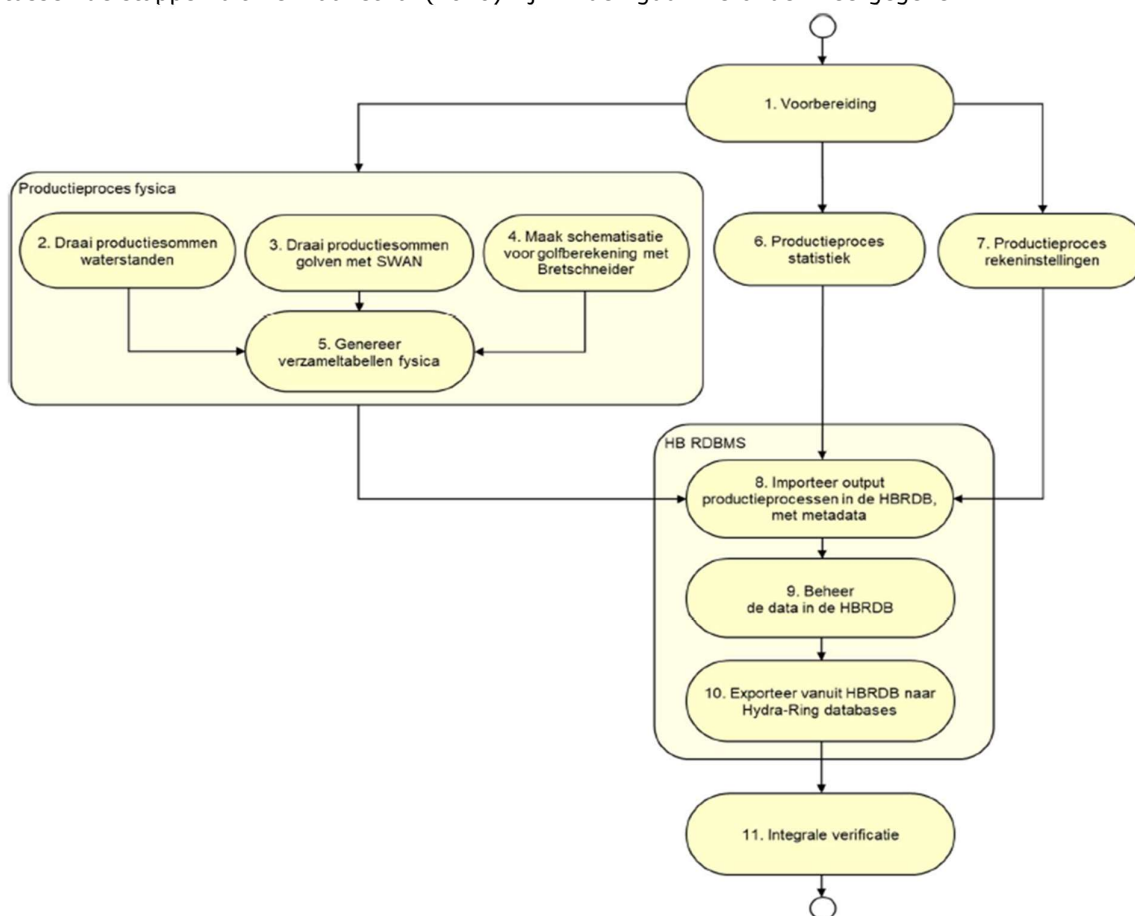 1. Voorbereiding
Productieproces fysica
2. Draai productiesommen
waterstanden
3. Draai productiesommen
golven met SWAN
4. Maak schematisatie
voor golfberekening met
Bretschneider
5. Genereer
verzameltabellen fysica
6. Productieproces
statistiek
7. Productieproces
rekeninstellingen
HB RDBMS
8. Importeer output
productieprocessen in de HBRDB,
met metadata
9. Beheer
de data in de HBRDB
10. Exporteer vanuit HBRDB naar
Hydra-Ring databases
11. Integrale verificatie